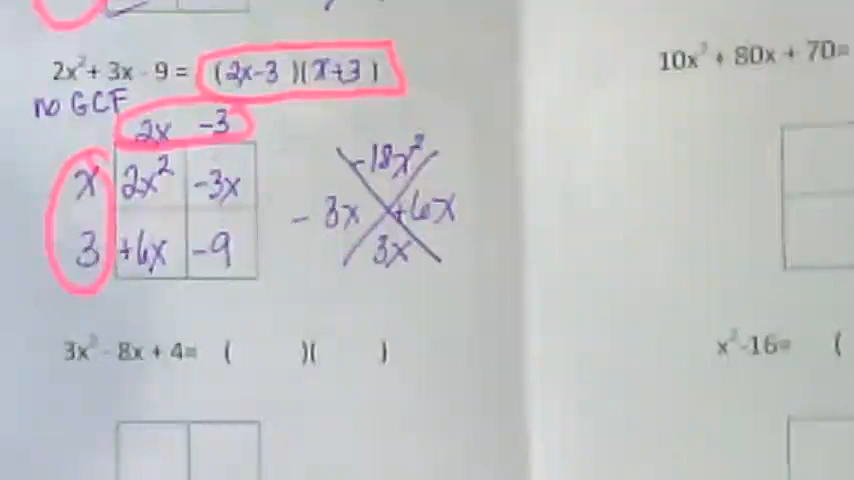 2x² + 3x - 9 = (2x-3)(x+3)
no GCF
2x -3
x 2x² -3x
3 +6x -9
-18x²
- 3x +6x
3x
3x² - 8x + 4= ( )( )
10x² + 80x + 70=
x²-16= (